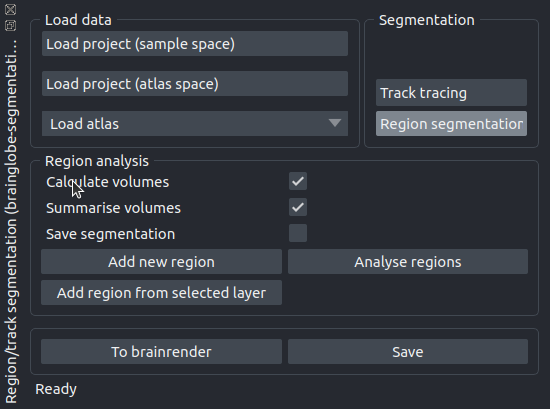 Region/track segmentation (brainglobe-segmentati...
Load data
Load project (sample space)
Load project (atlas space)
Load atlas
Segmentation
Track tracing
Region segmentation
Region analysis
Calculate volumes
Summarise volumes
Save segmentation
Add new region
Analyse regions
Add region from selected layer
To brainrender
Save
Ready